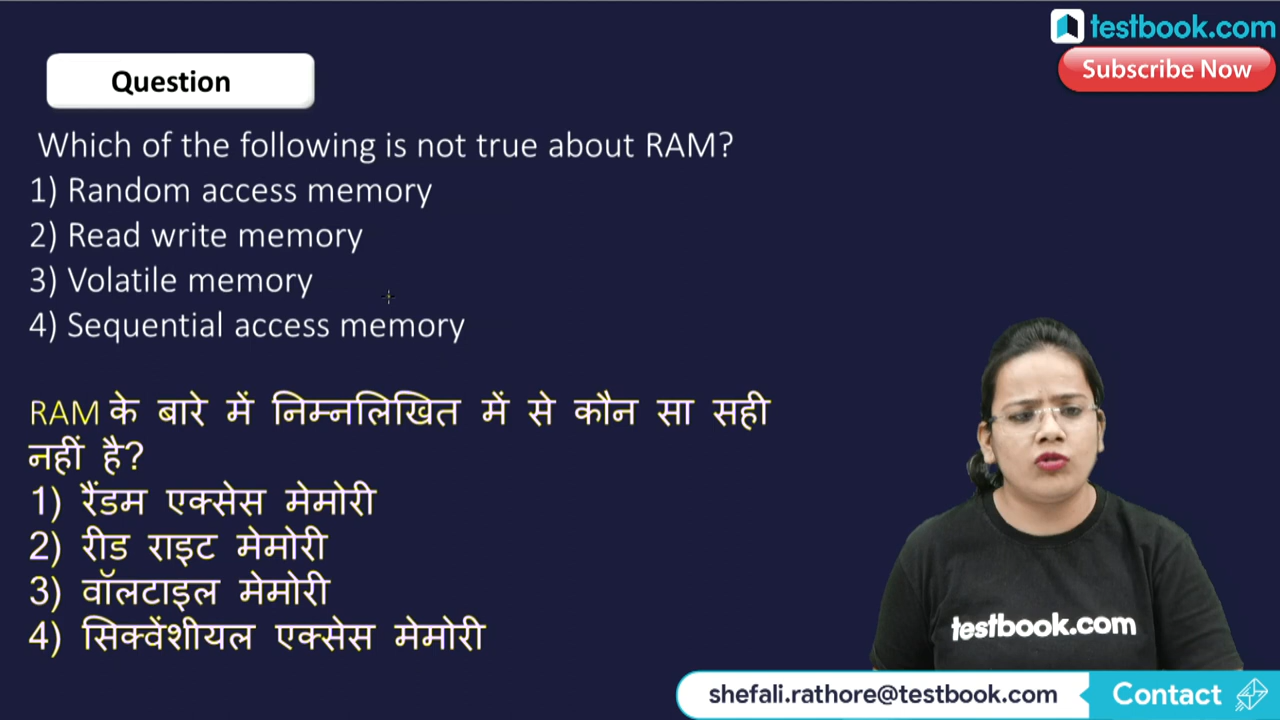 testbook.com
Subscribe Now
Question
Which of the following is not true about RAM?
1) Random access memory
2) Read write memory
3) Volatile memory
4) Sequential access memory
RAM के बारे में निम्नलिखित में से कौन सा सही
नहीं है?
1) रैंडम एक्सेस मेमोरी
2) रीड राइट मेमोरी
3) वॉलटाइल मेमोरी
4) सिक्वेंशीयल एक्सेस मेमोरी
testbook.com
shefali.rathore@testbook.com
Contact